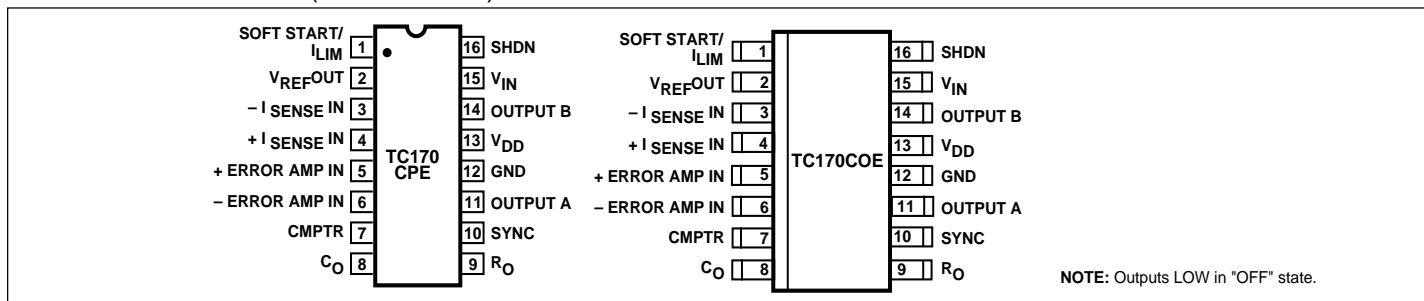 SOFT START/
ILIM 1
VREFOUT 2
– I SENSE IN 3
+ I SENSE IN 4
+ ERROR AMP IN 5
– ERROR AMP IN 6
CMPTR 7
CO 8
TC170
CPE
16 SHDN
15 VIN
14 OUTPUT B
13 VDD
12 GND
11 OUTPUT A
10 SYNC
9 RO
SOFT START/
ILIM 1
VREFOUT 2
– I SENSE IN 3
+ I SENSE IN 4
+ ERROR AMP IN 5
– ERROR AMP IN 6
CMPTR 7
CO 8
TC170COE
16 SHDN
15 VIN
14 OUTPUT B
13 VDD
12 GND
11 OUTPUT A
10 SYNC
9 RO
NOTE: Outputs LOW in "OFF" state.